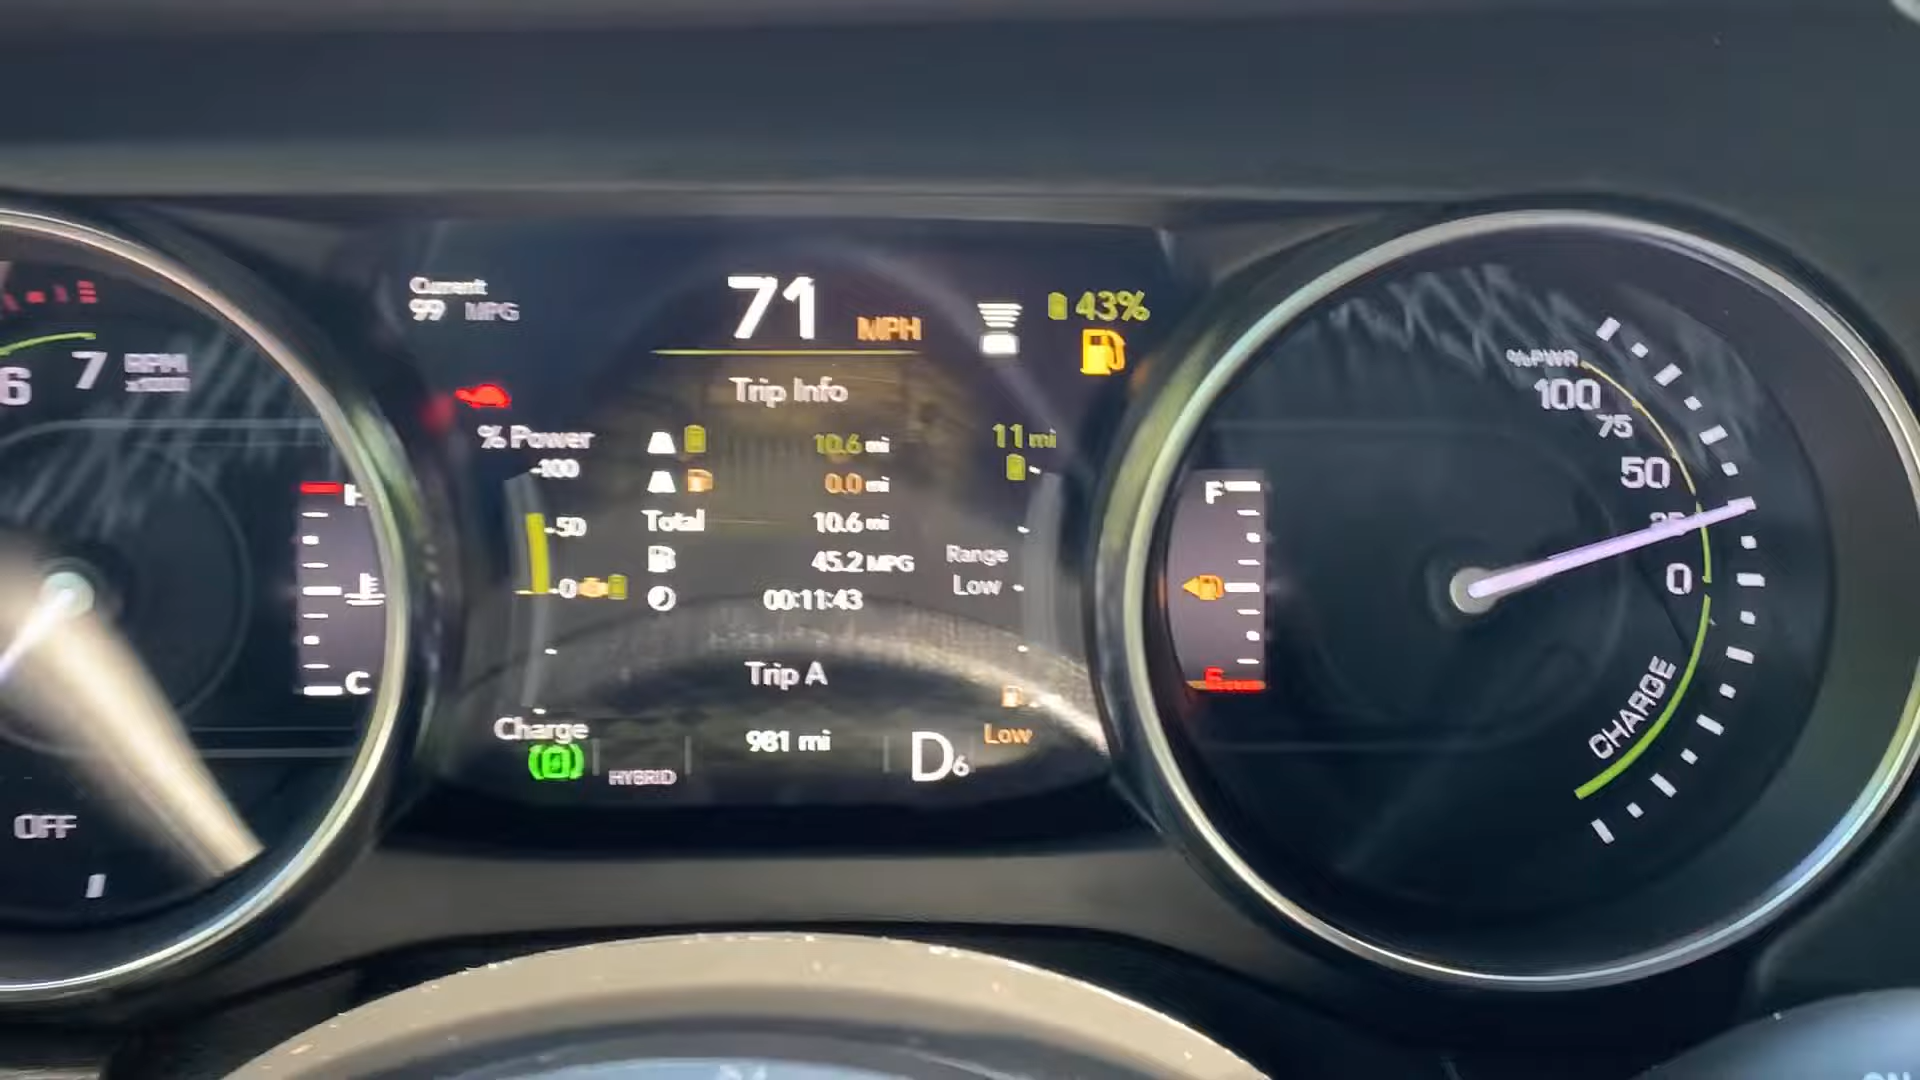 Current
99 MPG
71 MPH
43%
6 7 RPM
x1000
Trip Info
% Power
-100
10.6 mi
11 mi
0.0 mi
-50
Total 10.6 mi
45.2 MPG
Range
Low
-0
00:11:43
Trip A
Charge
981 mi
Low
HYBRID
D6
H
C
OFF
F
E
%PWR
100
75
50
25
0
CHARGE
ON